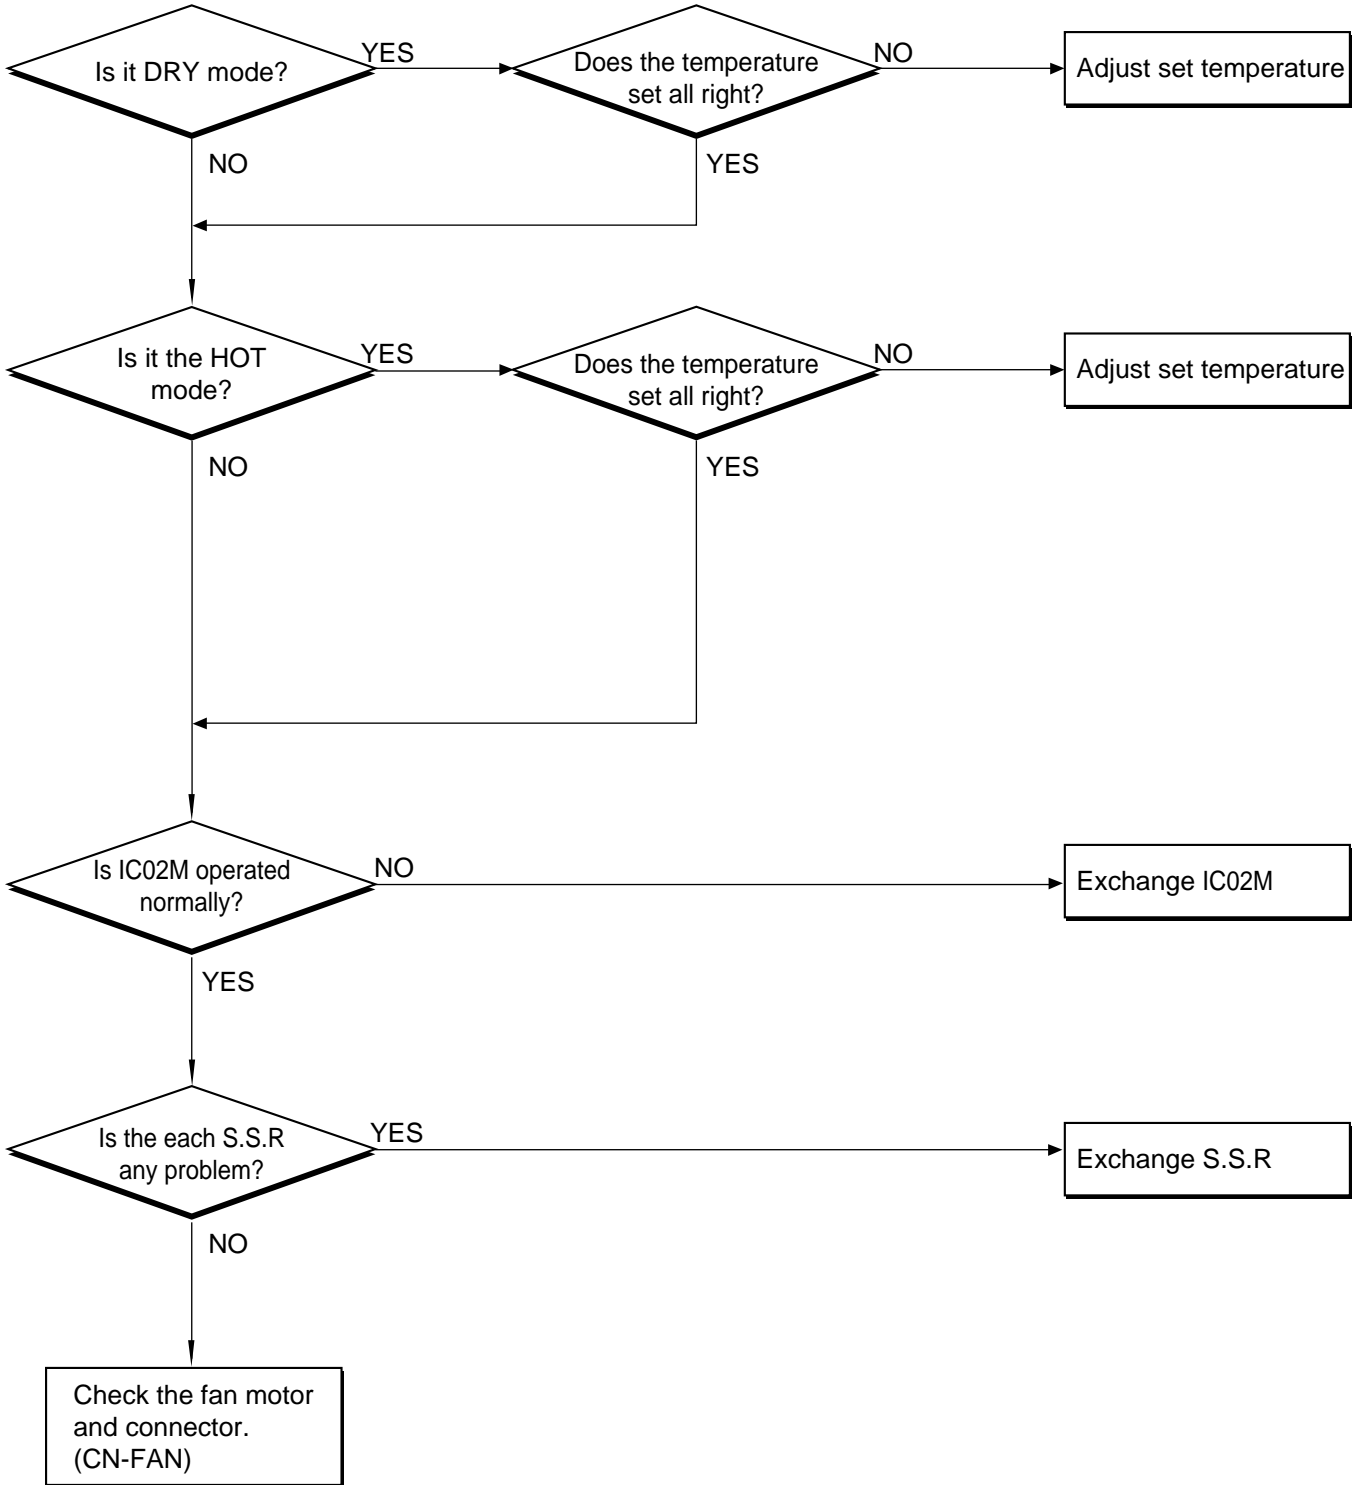 Is it DRY mode?
YES
Does the temperature
set all right?
NO
Adjust set temperature
NO
YES
Is it the HOT
mode?
YES
Does the temperature
set all right?
NO
Adjust set temperature
NO
YES
Is IC02M operated
normally?
NO
Exchange IC02M
YES
Is the each S.S.R
any problem?
YES
Exchange S.S.R
NO
Check the fan motor
and connector.
(CN-FAN)